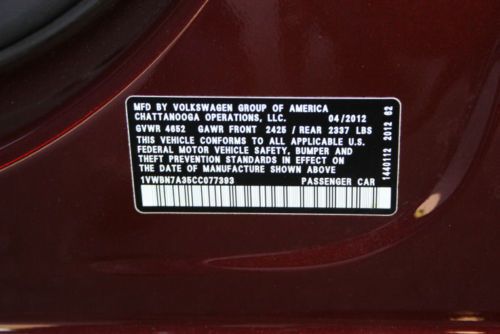 MFD BY VOLKSWAGEN GROUP OF AMERICA
CHATTANOOGA OPERATIONS, LLC. 04/2012
GVWR 4652 GAWR FRONT 2425 / REAR 2337 LBS
THIS VEHICLE CONFORMS TO ALL APPLICABLE U.S.
FEDERAL MOTOR VEHICLE SAFETY, BUMPER AND
THEFT PREVENTION STANDARDS IN EFFECT ON
THE DATE OF MANUFACTURE SHOWN ABOVE
1VWBN7A35CC077393 PASSENGER CAR
1440112 2012 02